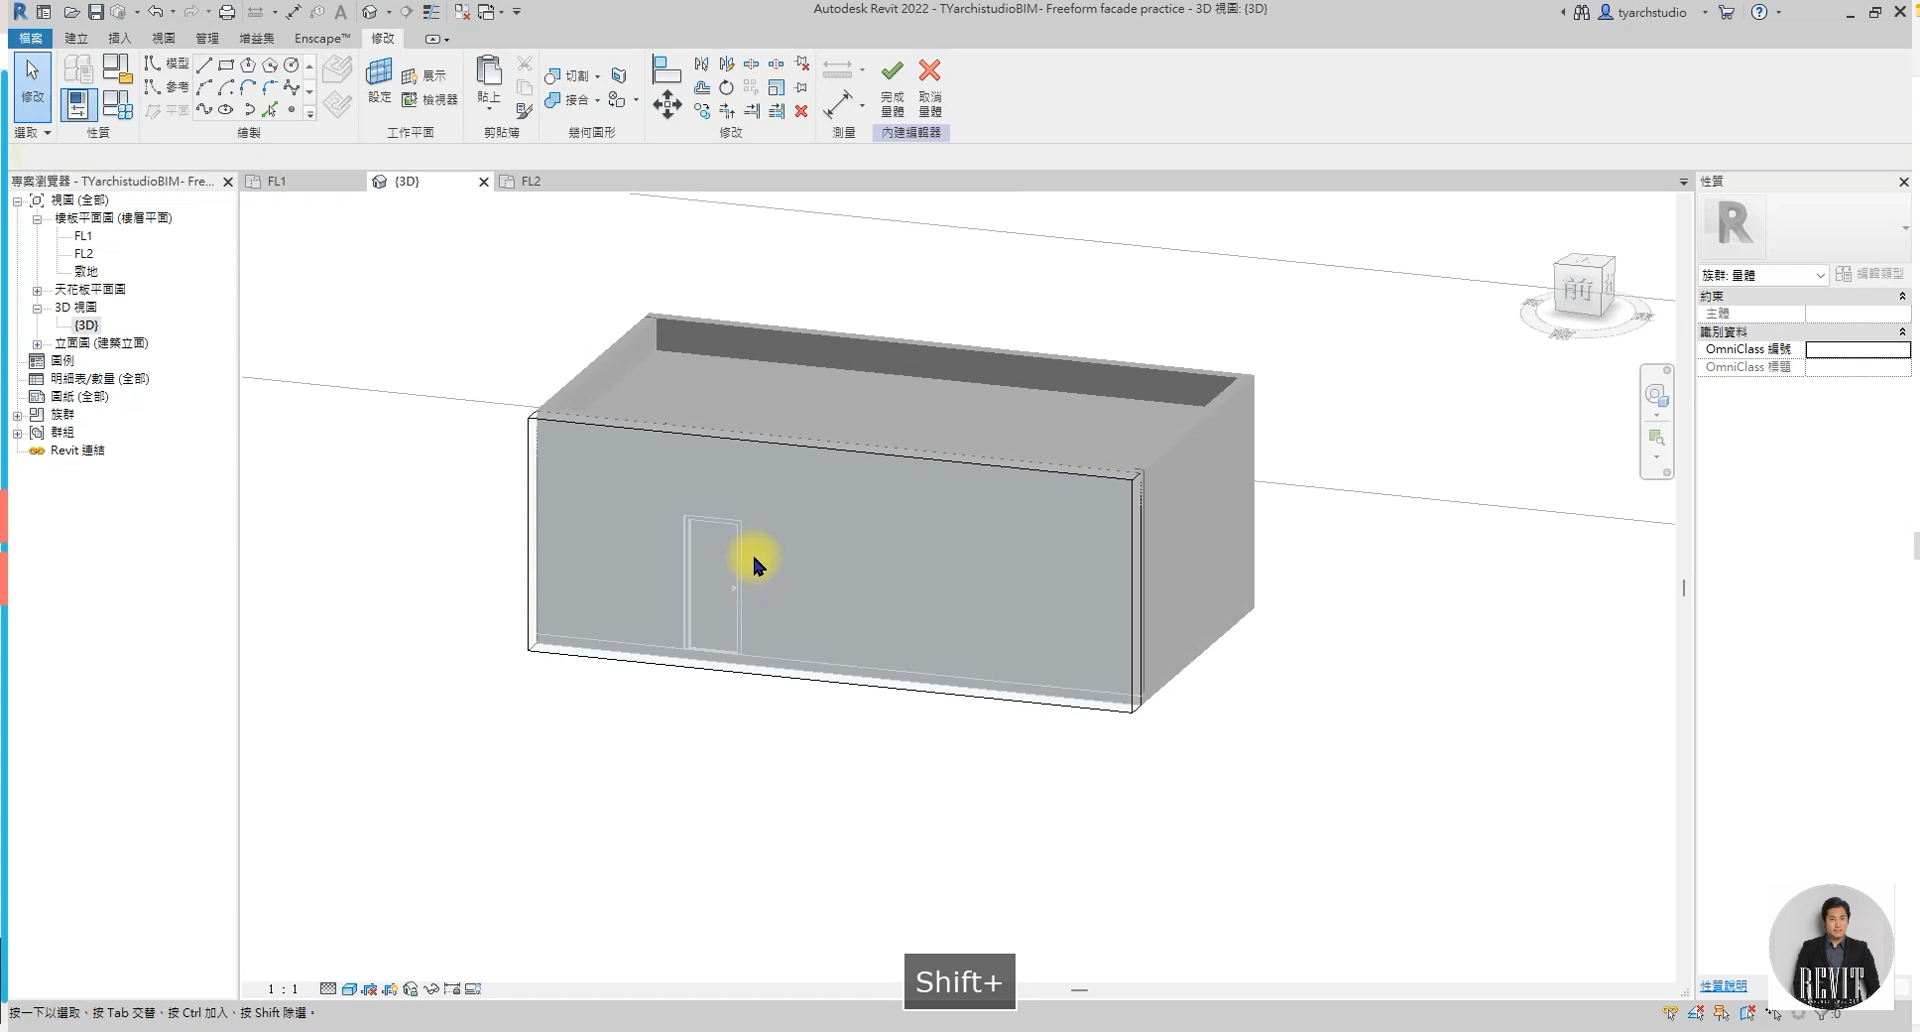 Autodesk Revit 2022 - TYarchistudioBIM- Freeform facade practice - 3D 視圖: {3D}
tyarchstudio
檔案 建立 插入 視圖 管理 增益集 Enscape™ 修改
修改
模型
參考
平面
設定
展示
檢視器
貼上
切割
接合
完成
量體
取消
量體
選取 性質 繪製 工作平面 剪貼簿 幾何圖形 修改 測量 內建編輯器
專案瀏覽器 - TYarchistudioBIM- Fre...
FL1
{3D}
FL2
性質
視圖 (全部)
樓板平面圖 (樓層平面)
FL1
FL2
敷地
天花板平面圖
3D 視圖
{3D}
立面圖 (建築立面)
圖例
明細表/數量 (全部)
圖紙 (全部)
族群
群組
Revit 連結
前
R
族群: 量體
編輯類型
約束
主體
識別資料
OmniClass 編號
OmniClass 標題
Shift+
1 : 1
性質說明
REVIT
按一下以選取、按 Tab 交替、按 Ctrl 加入、按 Shift 除選。
:0